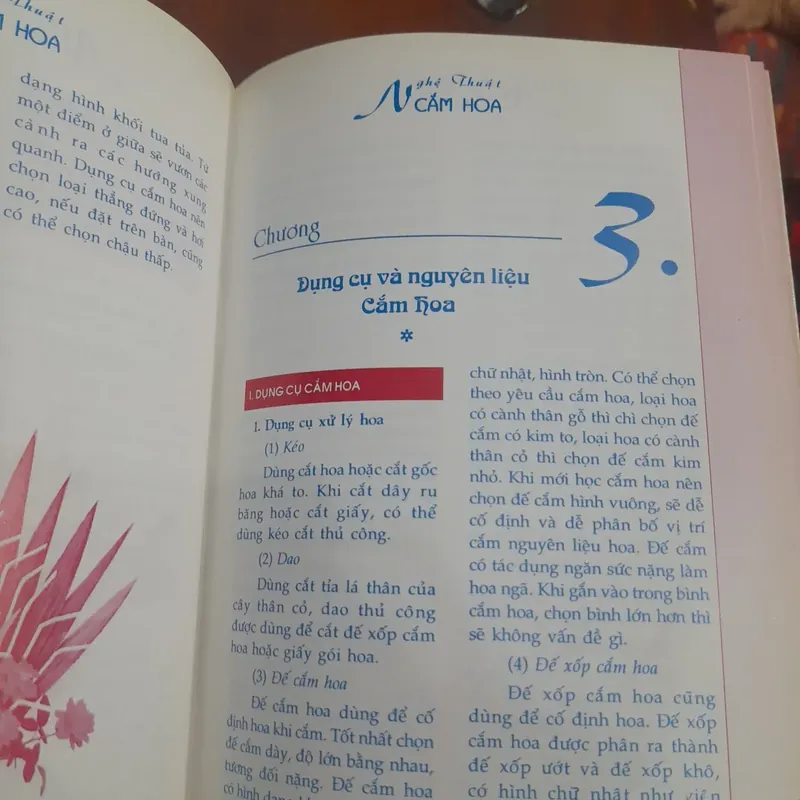 Thuật
M HOA
dạng hình khối tua tủa. Từ
một điểm ở giữa sẽ vươn các
cảnh ra các hướng xung
quanh. Dụng cụ cắm hoa nên
chọn loại thẳng đứng và hơi
cao, nếu đặt trên bàn, cũng
có thể chọn chậu thấp.
Nghệ Thuật
CẮM HOA
Chương
3.
Dụng cụ và nguyên liệu
Cắm hoa
*
I. DỤNG CỤ CẮM HOA
1. Dụng cụ xử lý hoa
(1) Kéo
Dùng cắt hoa hoặc cắt gốc
hoa khá to. Khi cắt dây ru
băng hoặc cắt giấy, có thể
dùng kéo cắt thủ công.
(2) Dao
Dùng cắt tỉa lá thân của
cây thân cỏ, dao thủ công
được dùng để cắt đế xốp cắm
hoa hoặc giấy gói hoa.
(3) Đế cắm hoa
Đế cắm hoa dùng để cố
định hoa khi cắm. Tốt nhất chọn
đế cắm dày, độ lớn bằng nhau,
tương đối nặng. Đế cắm hoa
có hình dạng
chữ nhật, hình tròn. Có thể chọn
theo yêu cầu cắm hoa, loại hoa
có cành thân gỗ thì chỉ chọn đế
cắm có kim to, loại hoa có cành
thân cỏ thì chọn đế cắm kim
nhỏ. Khi mới học cắm hoa nên
chọn đế cắm hình vuông, sẽ dễ
cố định và dễ phân bố vị trí
cắm nguyên liệu hoa. Đế cắm
có tác dụng ngăn sức nặng làm
hoa ngã. Khi gắn vào trong bình
cắm hoa, chọn bình lớn hơn thì
sẽ không vấn đề gì.
(4) Đế xốp cắm hoa
Đế xốp cắm hoa cũng
dùng để cố định hoa. Đế xốp
cắm hoa được phân ra thành
đế xốp ướt và đế xốp khô,
có hình chữ nhật như viên